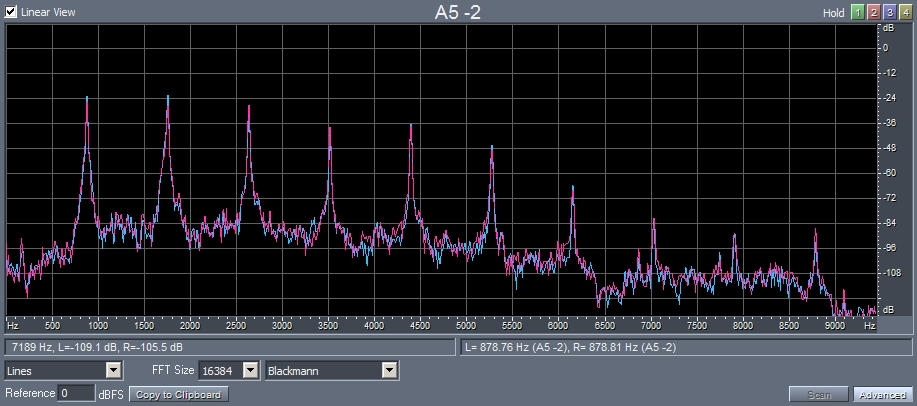 Linear View A5 -2 Hold 1 2 3 4
dB
0
-12
-24
-36
-48
-60
-72
-84
-96
-108
dB
Hz 500 1000 1500 2000 2500 3000 3500 4000 4500 5000 5500 6000 6500 7000 7500 8000 8500 9000 Hz
7189 Hz, L=-109.1 dB, R=-105.5 dB L= 878.76 Hz (A5 -2), R= 878.81 Hz (A5 -2)
Lines FFT Size 16384 Blackmann
Reference 0 dBFS Copy to Clipboard Scan Advanced